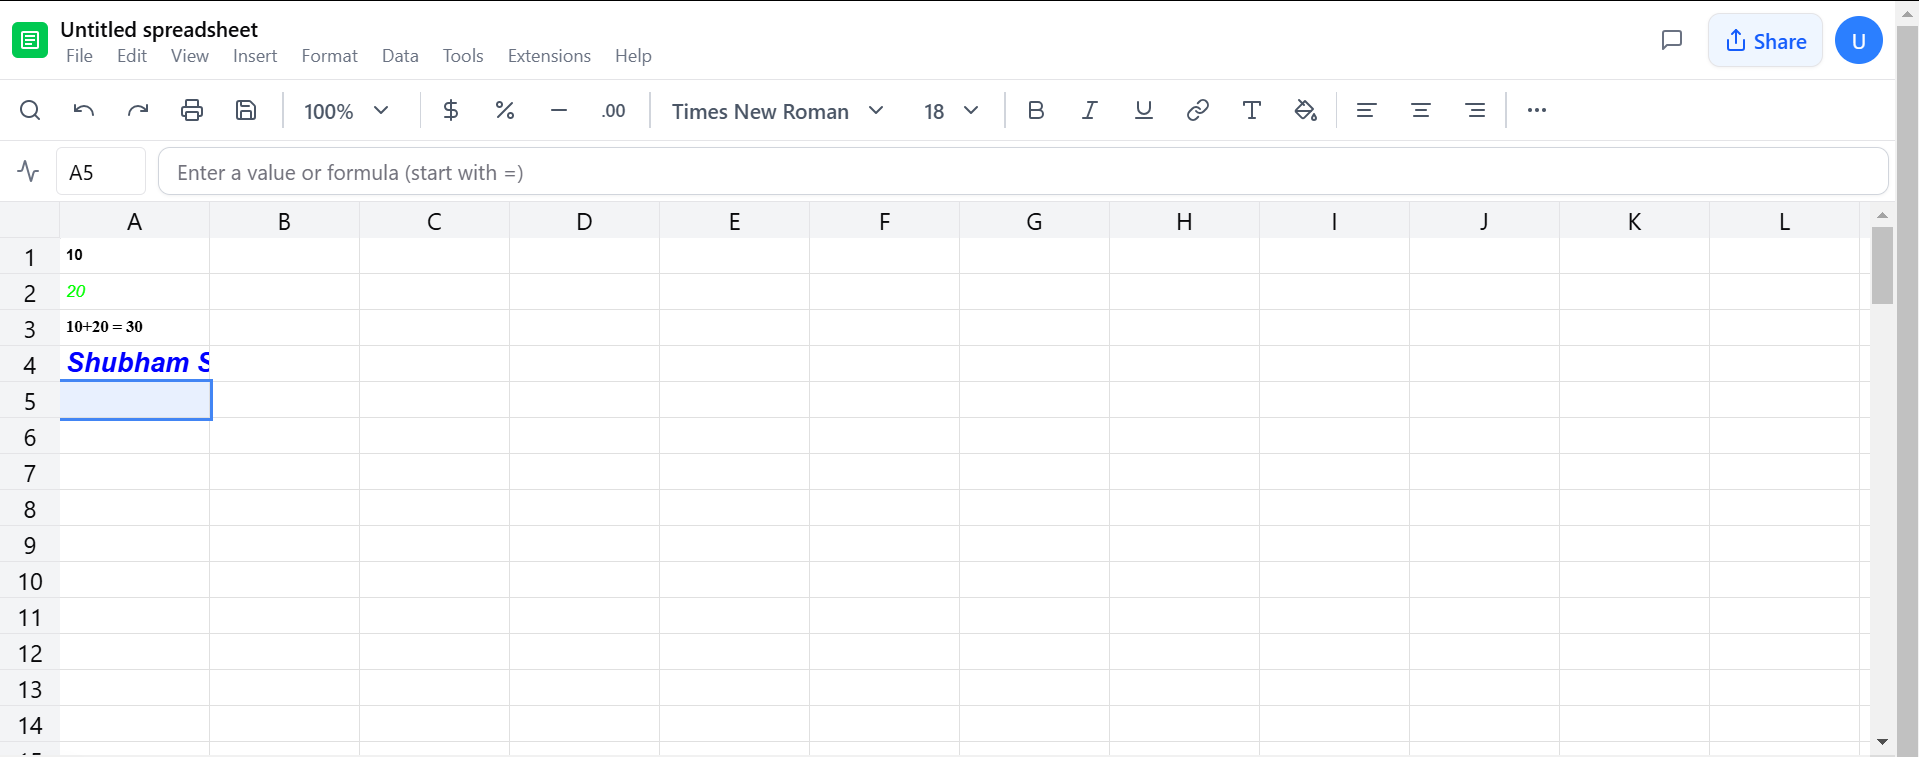 Untitled spreadsheet
File Edit View Insert Format Data Tools Extensions Help
Share U
100% $ % .00 Times New Roman 18 B I U T
A5 Enter a value or formula (start with =)
A B C D E F G H I J K L
1 10
2 20
3 10+20 = 30
4 Shubham S
5
6
7
8
9
10
11
12
13
14